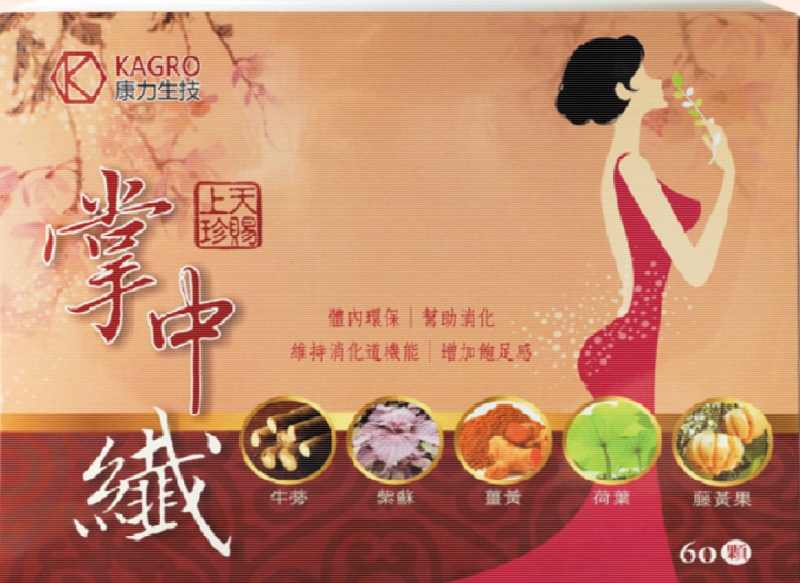 KAGRO
康力生技
掌中纖
天賜
上珍
體內環保|幫助消化
維持消化道機能|增加飽足感
牛蒡 紫蘇 薑黃 荷葉 藤黃果
60顆